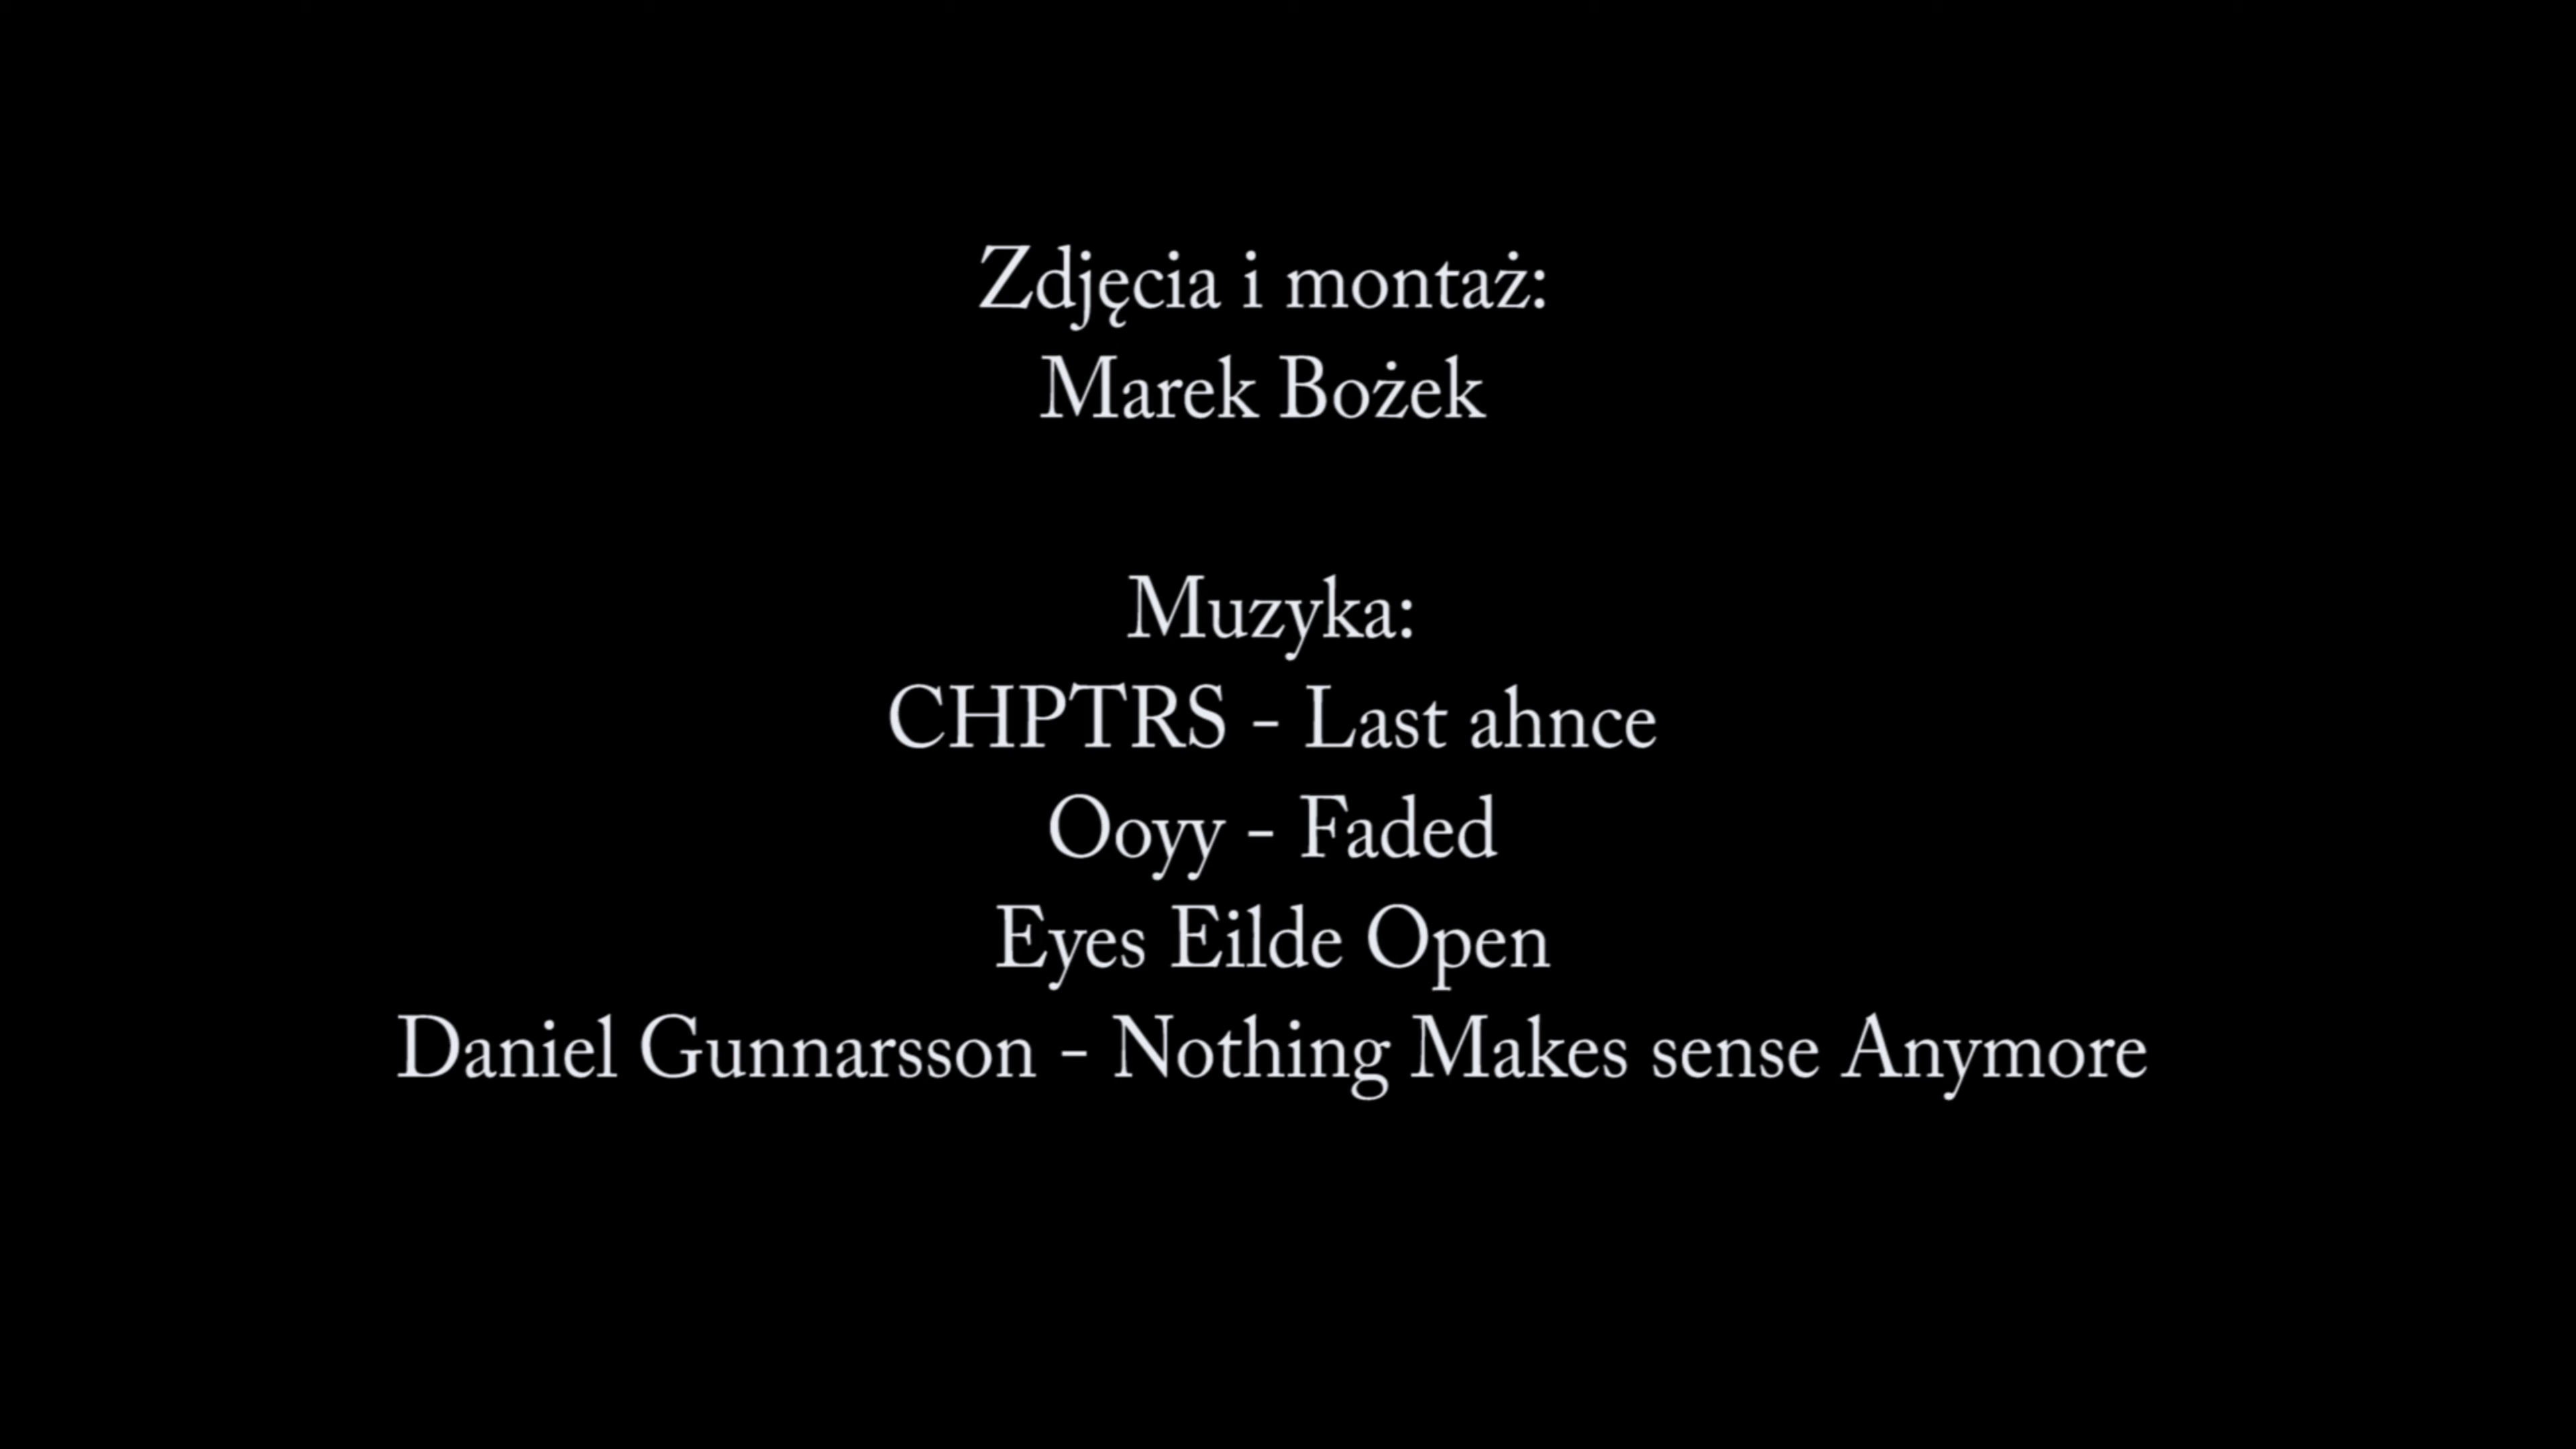 Zdjęcia i montaż:
Marek Bożek
Muzyka:
CHPTRS - Last ahnce
Ooyy - Faded
Eyes Eilde Open
Daniel Gunnarsson - Nothing Makes sense Anymore